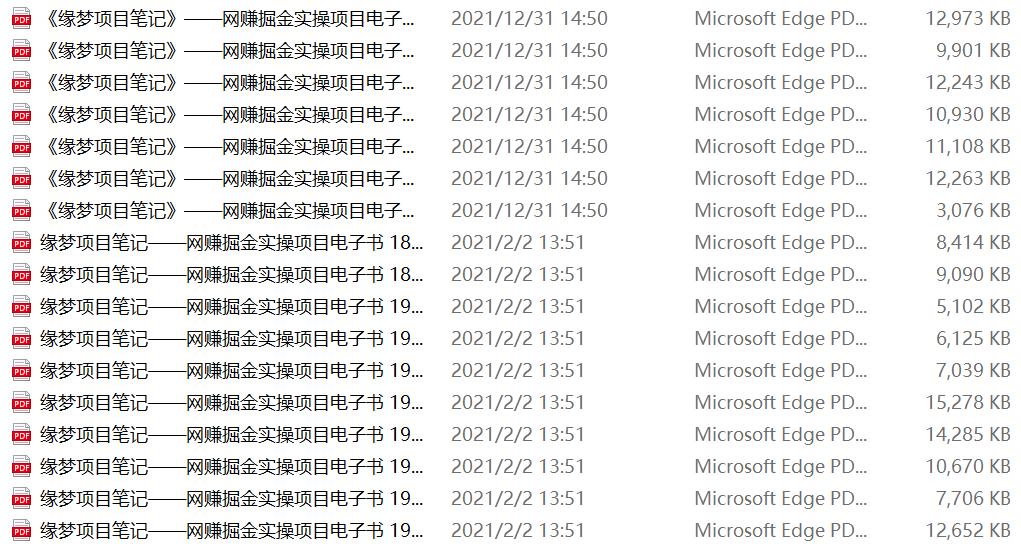 《缘梦项目笔记》——网赚掘金实操项目电子... 2021/12/31 14:50 Microsoft Edge PD... 12,973 KB
《缘梦项目笔记》——网赚掘金实操项目电子... 2021/12/31 14:50 Microsoft Edge PD... 9,901 KB
《缘梦项目笔记》——网赚掘金实操项目电子... 2021/12/31 14:50 Microsoft Edge PD... 12,243 KB
《缘梦项目笔记》——网赚掘金实操项目电子... 2021/12/31 14:50 Microsoft Edge PD... 10,930 KB
《缘梦项目笔记》——网赚掘金实操项目电子... 2021/12/31 14:50 Microsoft Edge PD... 11,108 KB
《缘梦项目笔记》——网赚掘金实操项目电子... 2021/12/31 14:50 Microsoft Edge PD... 12,263 KB
《缘梦项目笔记》——网赚掘金实操项目电子... 2021/12/31 14:50 Microsoft Edge PD... 3,076 KB
缘梦项目笔记——网赚掘金实操项目电子书 18... 2021/2/2 13:51 Microsoft Edge PD... 8,414 KB
缘梦项目笔记——网赚掘金实操项目电子书 18... 2021/2/2 13:51 Microsoft Edge PD... 9,090 KB
缘梦项目笔记——网赚掘金实操项目电子书 19... 2021/2/2 13:51 Microsoft Edge PD... 5,102 KB
缘梦项目笔记——网赚掘金实操项目电子书 19... 2021/2/2 13:51 Microsoft Edge PD... 6,125 KB
缘梦项目笔记——网赚掘金实操项目电子书 19... 2021/2/2 13:51 Microsoft Edge PD... 7,039 KB
缘梦项目笔记——网赚掘金实操项目电子书 19... 2021/2/2 13:51 Microsoft Edge PD... 15,278 KB
缘梦项目笔记——网赚掘金实操项目电子书 19... 2021/2/2 13:51 Microsoft Edge PD... 14,285 KB
缘梦项目笔记——网赚掘金实操项目电子书 19... 2021/2/2 13:51 Microsoft Edge PD... 10,670 KB
缘梦项目笔记——网赚掘金实操项目电子书 19... 2021/2/2 13:51 Microsoft Edge PD... 7,706 KB
缘梦项目笔记——网赚掘金实操项目电子书 19... 2021/2/2 13:51 Microsoft Edge PD... 12,652 KB